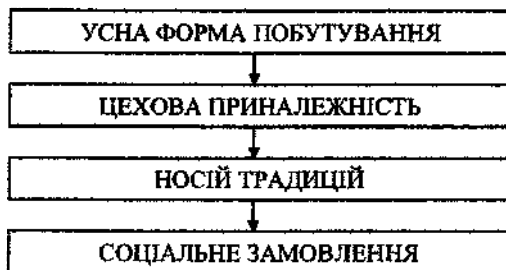 УСНА ФОРМА ПОБУТУВАННЯ
ЦЕХОВА ПРИНАЛЕЖНІСТЬ
НОСІЙ ТРАДИЦІЙ
СОЦІАЛЬНЕ ЗАМОВЛЕННЯ